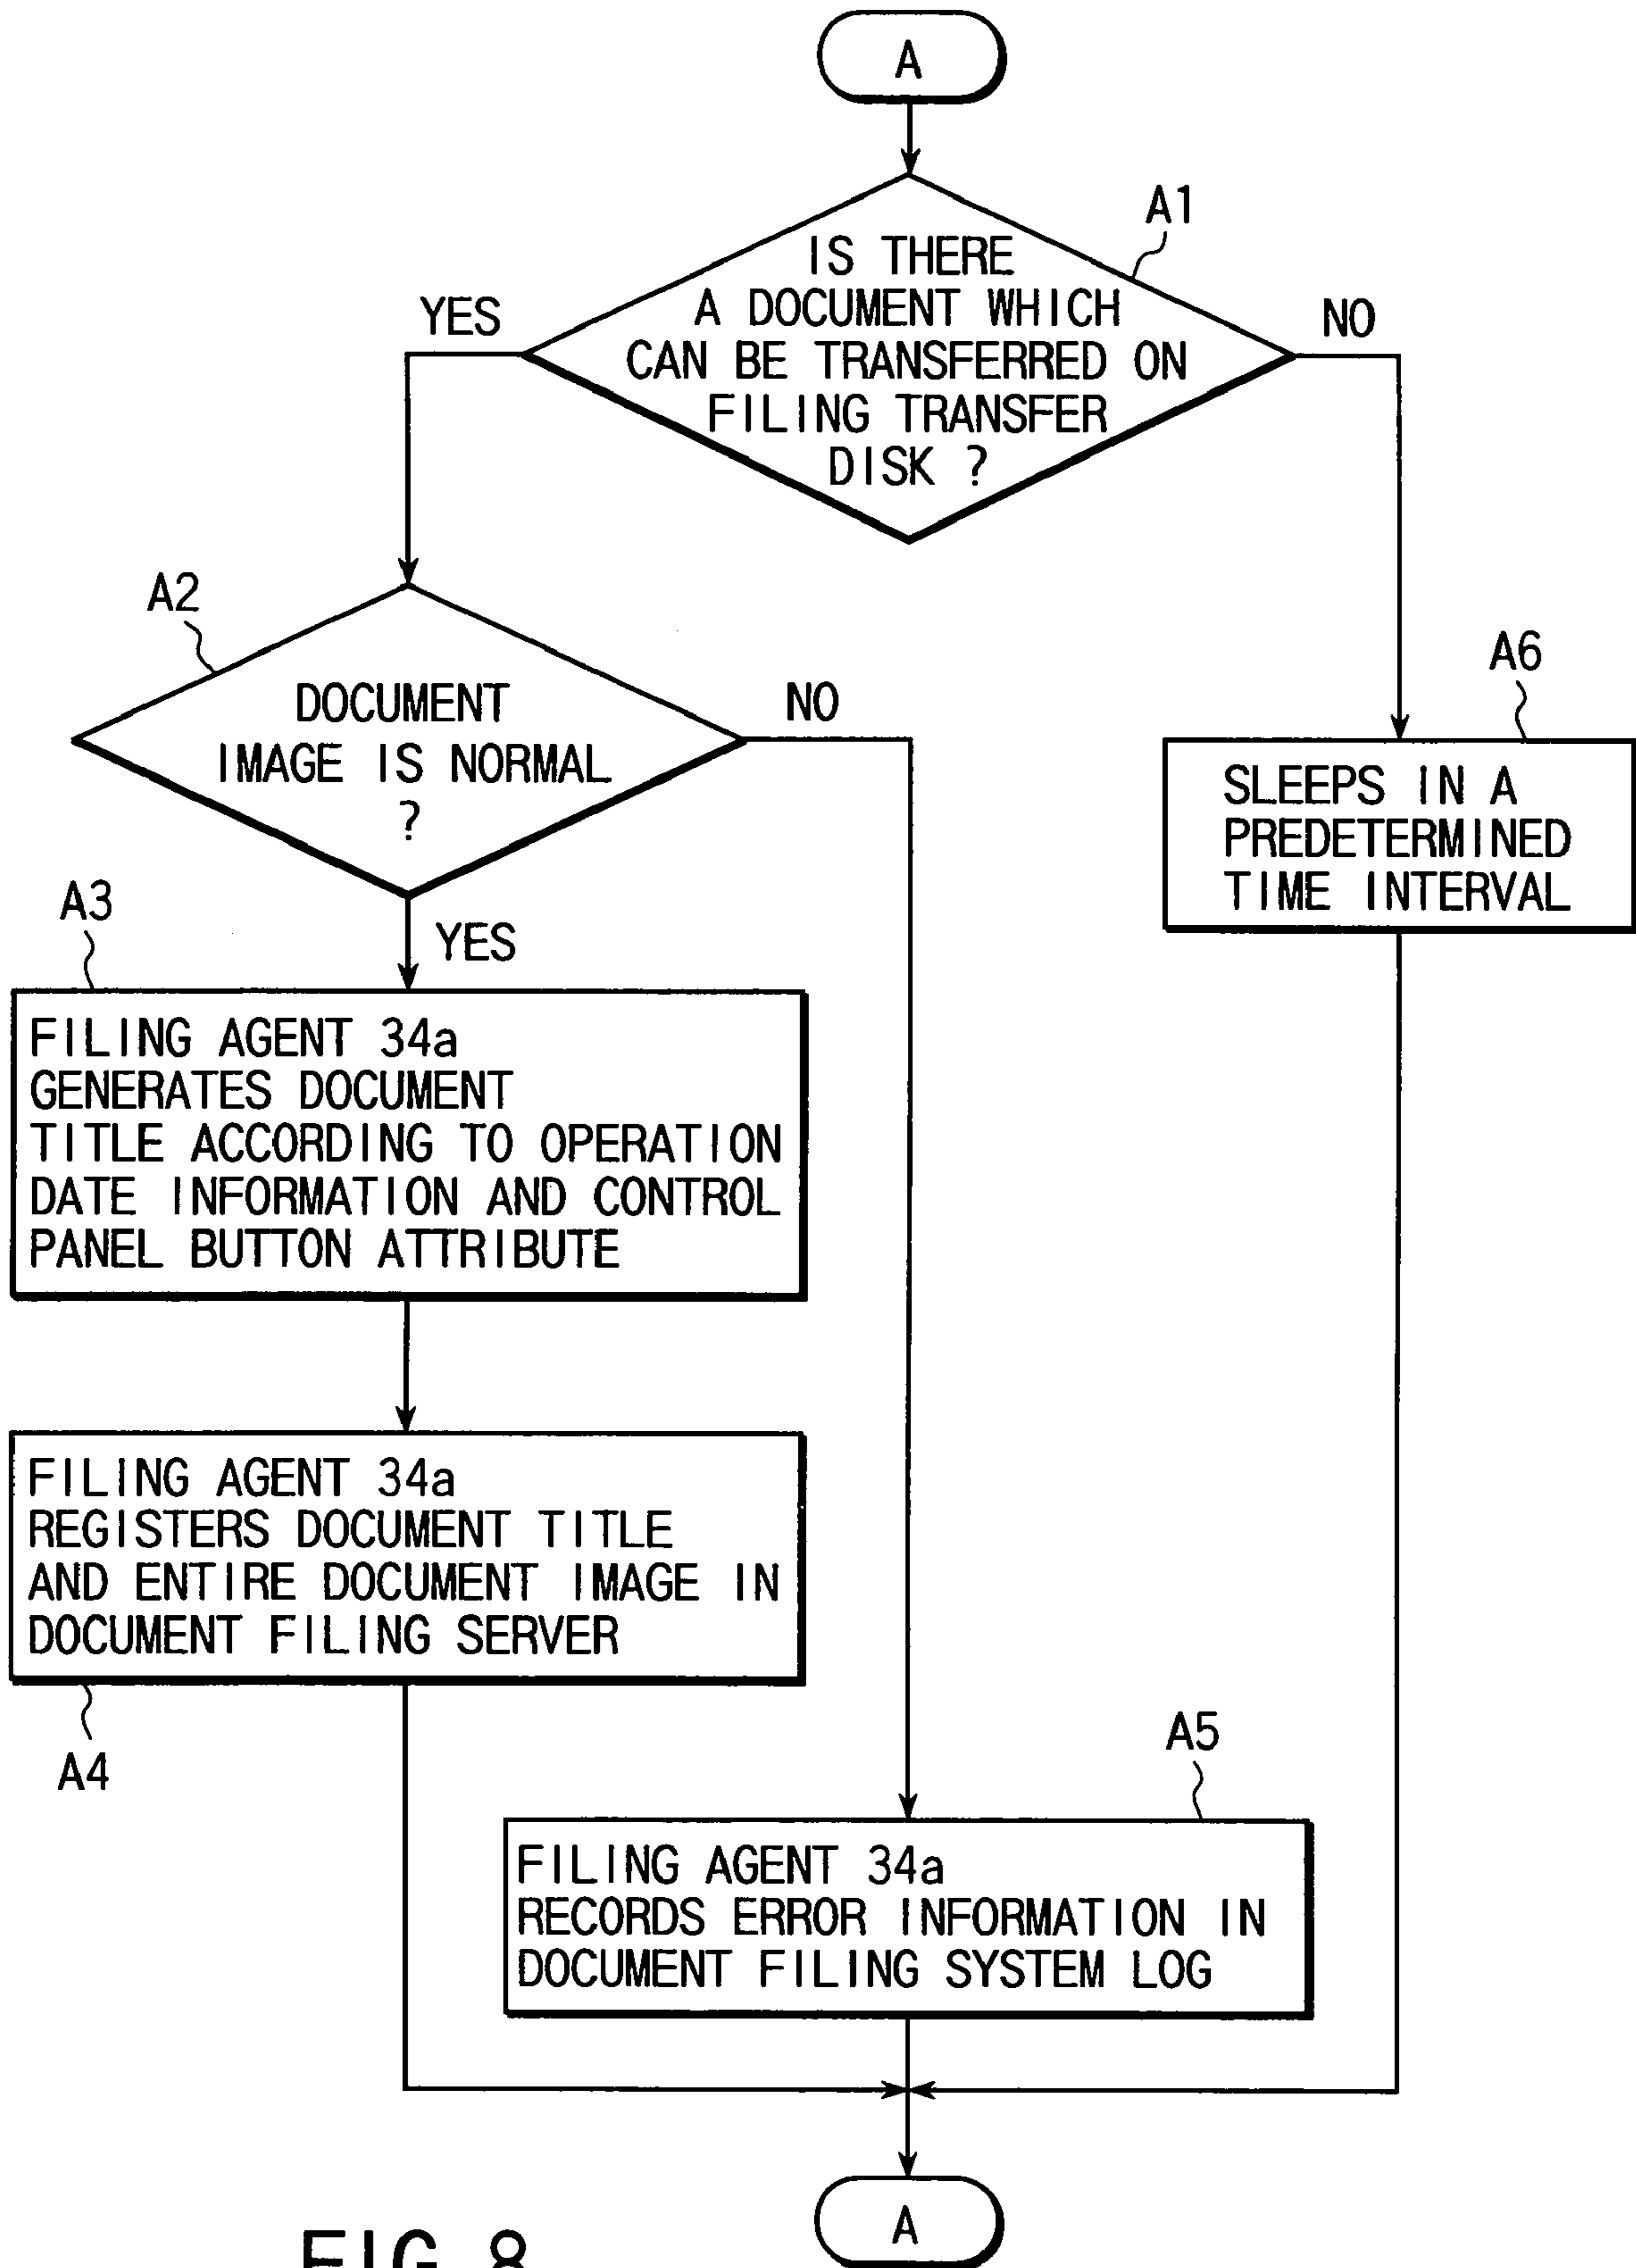 A
A1
IS THERE
A DOCUMENT WHICH
CAN BE TRANSFERRED ON
FILING TRANSFER
DISK ?
YES
NO
A2
DOCUMENT
IMAGE IS NORMAL
?
NO
YES
A6
SLEEPS IN A
PREDETERMINED
TIME INTERVAL
A3
FILING AGENT 34a
GENERATES DOCUMENT
TITLE ACCORDING TO OPERATION
DATE INFORMATION AND CONTROL
PANEL BUTTON ATTRIBUTE
FILING AGENT 34a
REGISTERS DOCUMENT TITLE
AND ENTIRE DOCUMENT IMAGE IN
DOCUMENT FILING SERVER
A4
A5
FILING AGENT 34a
RECORDS ERROR INFORMATION IN
DOCUMENT FILING SYSTEM LOG
A
FIG. 8